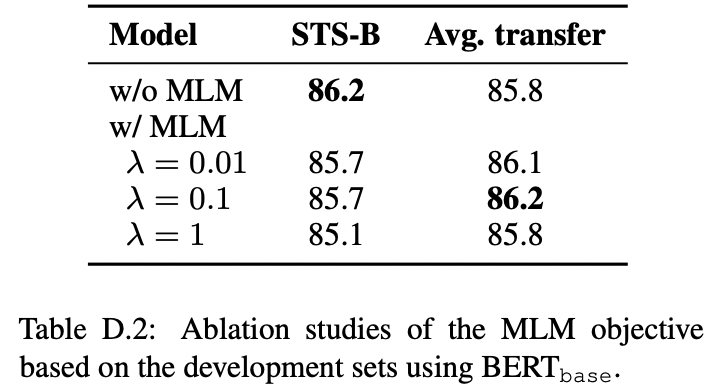 Model STS-B Avg. transfer
w/o MLM 86.2 85.8
w/ MLM
λ = 0.01 85.7 86.1
λ = 0.1 85.7 86.2
λ = 1 85.1 85.8
Table D.2: Ablation studies of the MLM objective
based on the development sets using BERTbase.